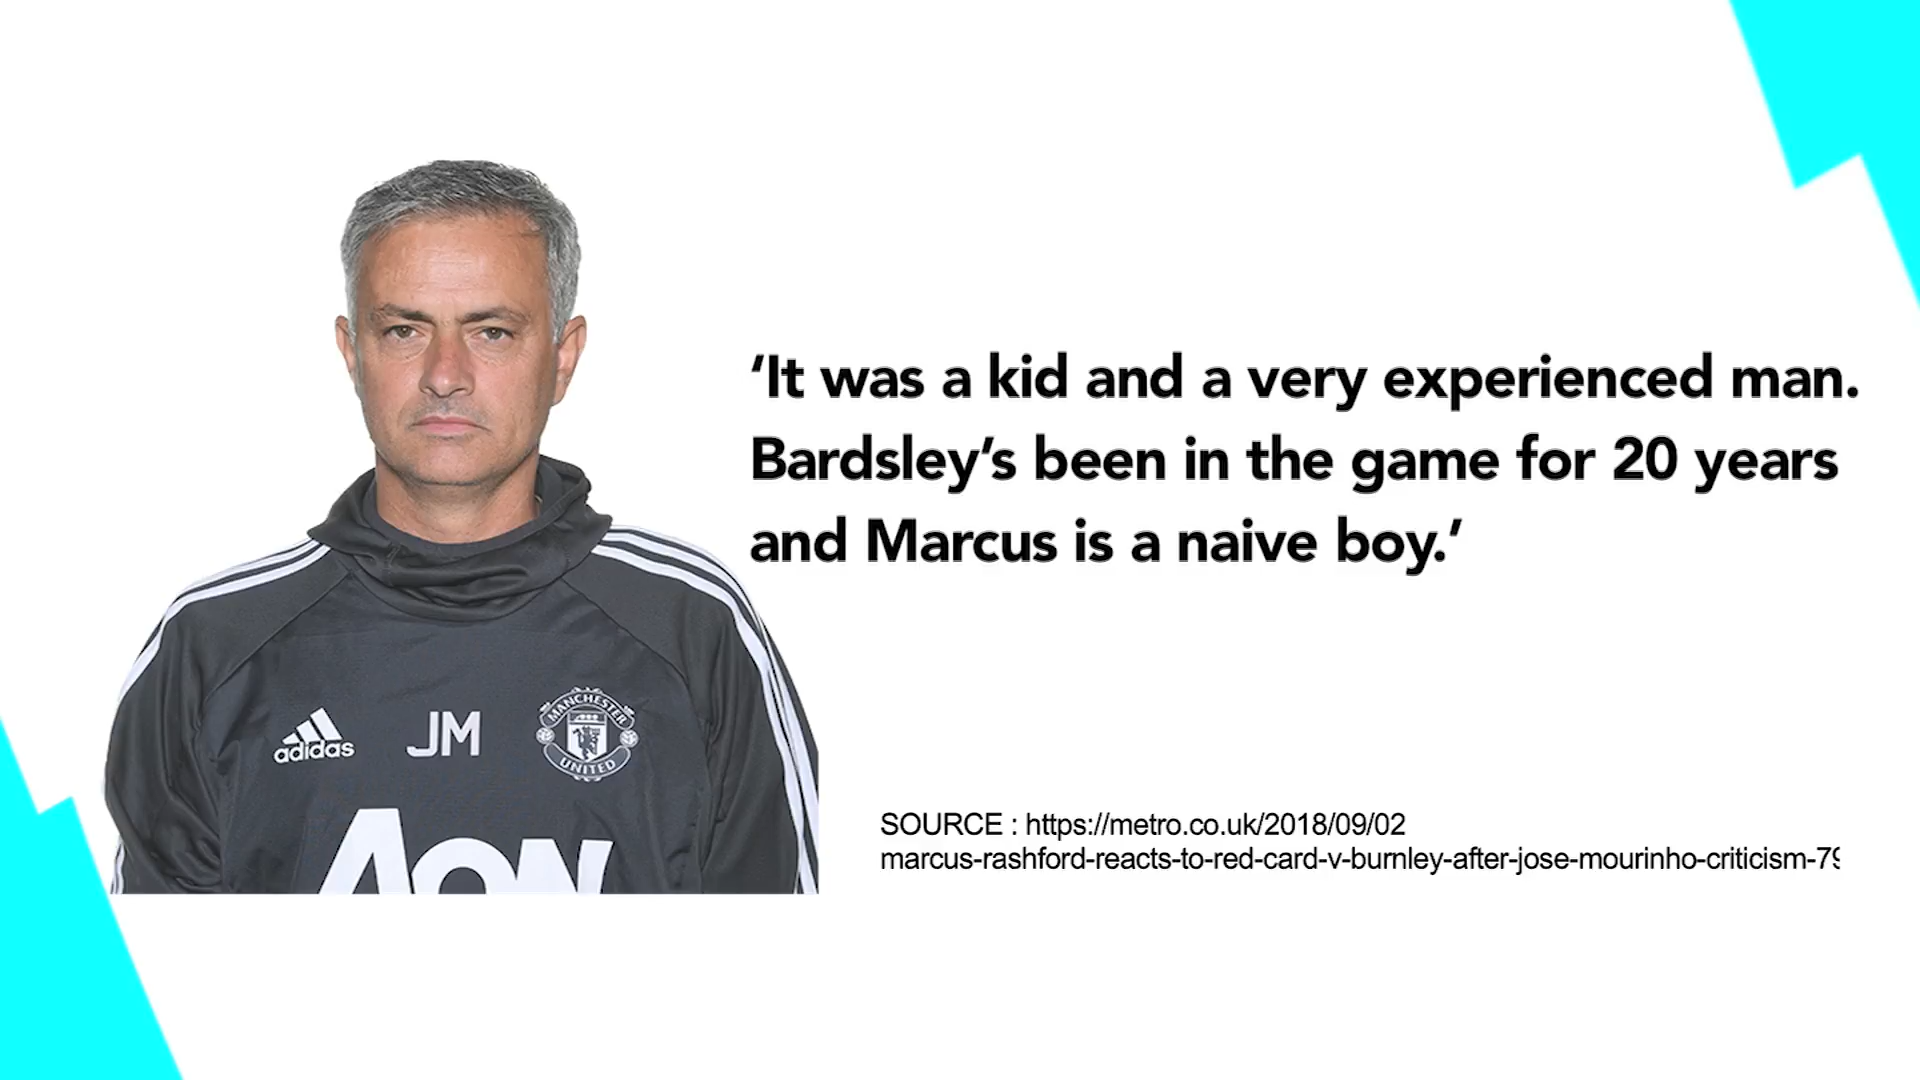 ‘It was a kid and a very experienced man.
Bardsley’s been in the game for 20 years
and Marcus is a naive boy.’
adidas
JM
MANCHESTER
UNITED
AON
SOURCE : https://metro.co.uk/2018/09/02
marcus-rashford-reacts-to-red-card-v-burnley-after-jose-mourinho-criticism-79